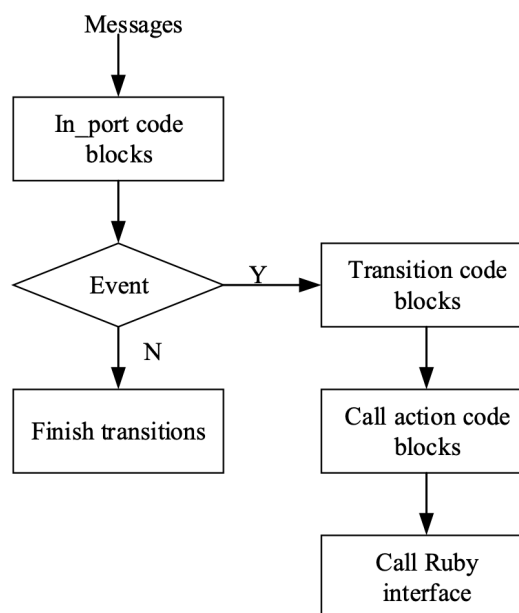 Messages
In_port code
blocks
Event
Y
Transition code
blocks
N
Finish transitions
Call action code
blocks
Call Ruby
interface